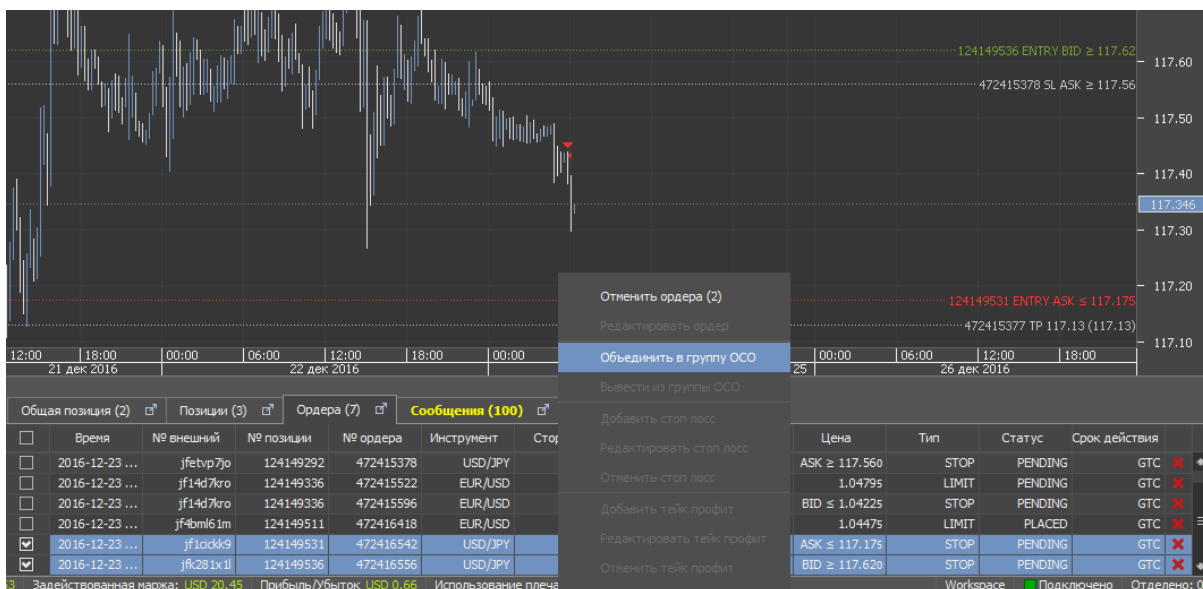 124149536 ENTRY BID ≥ 117.62
117.60
472415378 SL ASK ≥ 117.56
117.50
117.40
117.346
117.30
117.20
124149531 ENTRY ASK ≤ 117.175
472415377 TP 117.13 (117.13)
117.10
12:00 18:00 00:00 06:00 12:00 18:00 00:00 00:00 06:00 12:00 18:00
21 дек 2016 22 дек 2016 25 26 дек 2016
Отменить ордера (2)
Редактировать ордер
Объединить в группу ОСО
Вывести из группы ОСО
Добавить стоп лосс
Редактировать стоп лосс
Отменить стоп лосс
Добавить тейк профит
Редактировать тейк профит
Отменить тейк профит
Общая позиция (2) Позиции (3) Ордера (7) Сообщения (100)
Время № внешний № позиции № ордера Инструмент Стор Цена Тип Статус Срок действия
2016-12-23 ... jfetvp7jo 124149292 472415378 USD/JPY ASK ≥ 117.560 STOP PENDING GTC
2016-12-23 ... jf14d7kro 124149336 472415522 EUR/USD 1.04795 LIMIT PENDING GTC
2016-12-23 ... jf14d7kro 124149336 472415596 EUR/USD BID ≤ 1.04225 STOP PENDING GTC
2016-12-23 ... jf4bml61m 124149511 472416418 EUR/USD 1.04475 LIMIT PLACED GTC
2016-12-23 ... jf1cickk9 124149531 472416542 USD/JPY ASK ≤ 117.175 STOP PENDING GTC
2016-12-23 ... jfk281x1l 124149536 472416556 USD/JPY BID ≥ 117.620 STOP PENDING GTC
53 Задействованная маржа: USD 20.45 Прибыль/Убыток USD 0.66 Использование плеча Workspace Подключено Отделено: 0